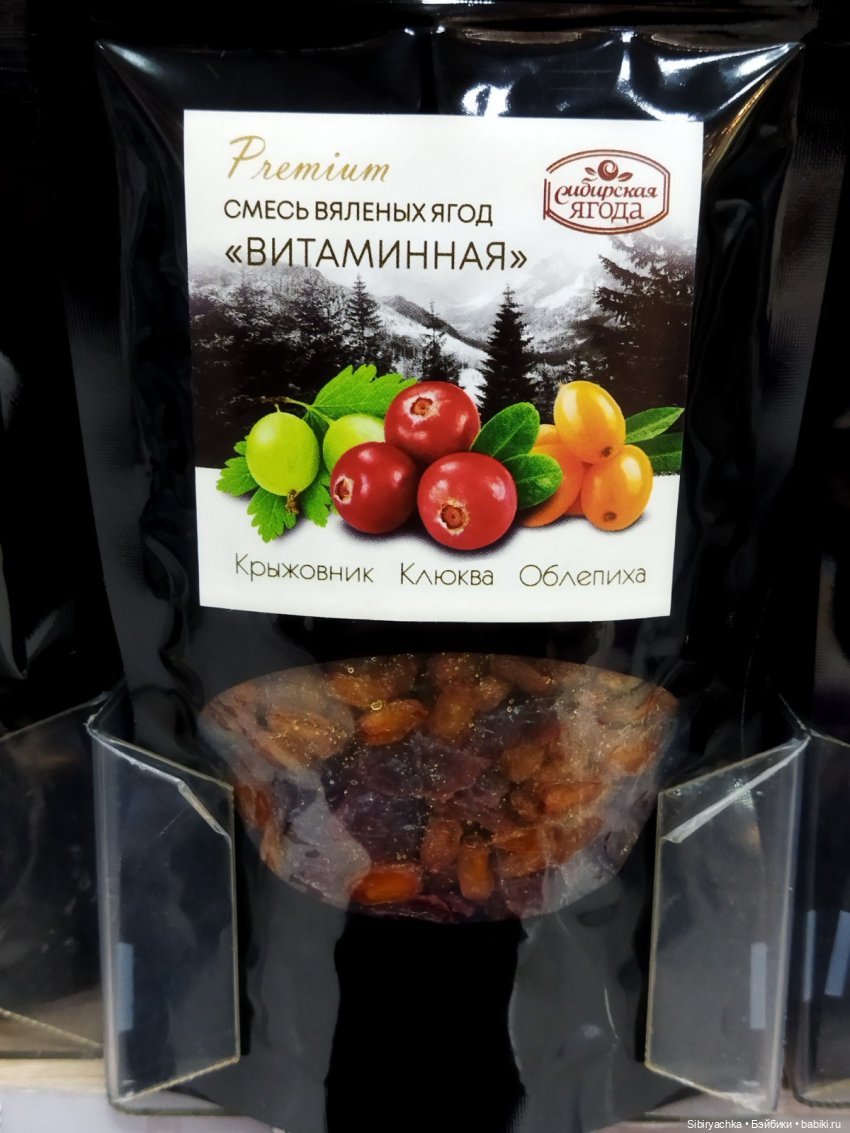 Premium
Сибирская
ЯГОДА
СМЕСЬ ВЯЛЕНЫХ ЯГОД
«ВИТАМИННАЯ»
Крыжовник Клюква Облепиха
Sibiryachka • Бэйбики • babiki.ru